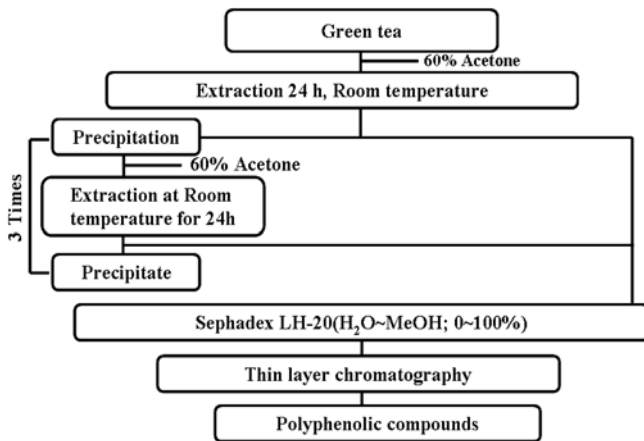 Green tea
60% Acetone
Extraction 24 h, Room temperature
Precipitation
60% Acetone
Extraction at Room
temperature for 24h
3 Times
Precipitate
Sephadex LH-20(H₂O~MeOH; 0~100%)
Thin layer chromatography
Polyphenolic compounds